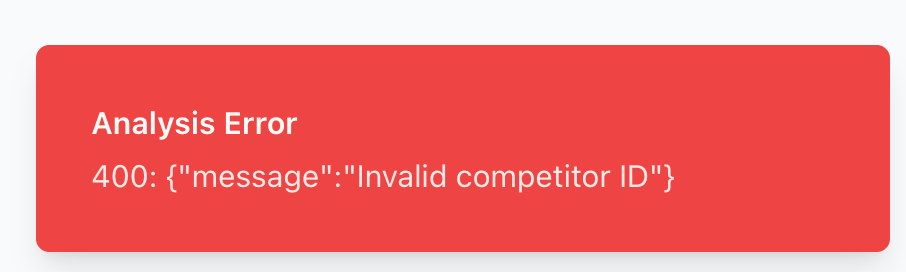 Analysis Error
400: {"message":"Invalid competitor ID"}